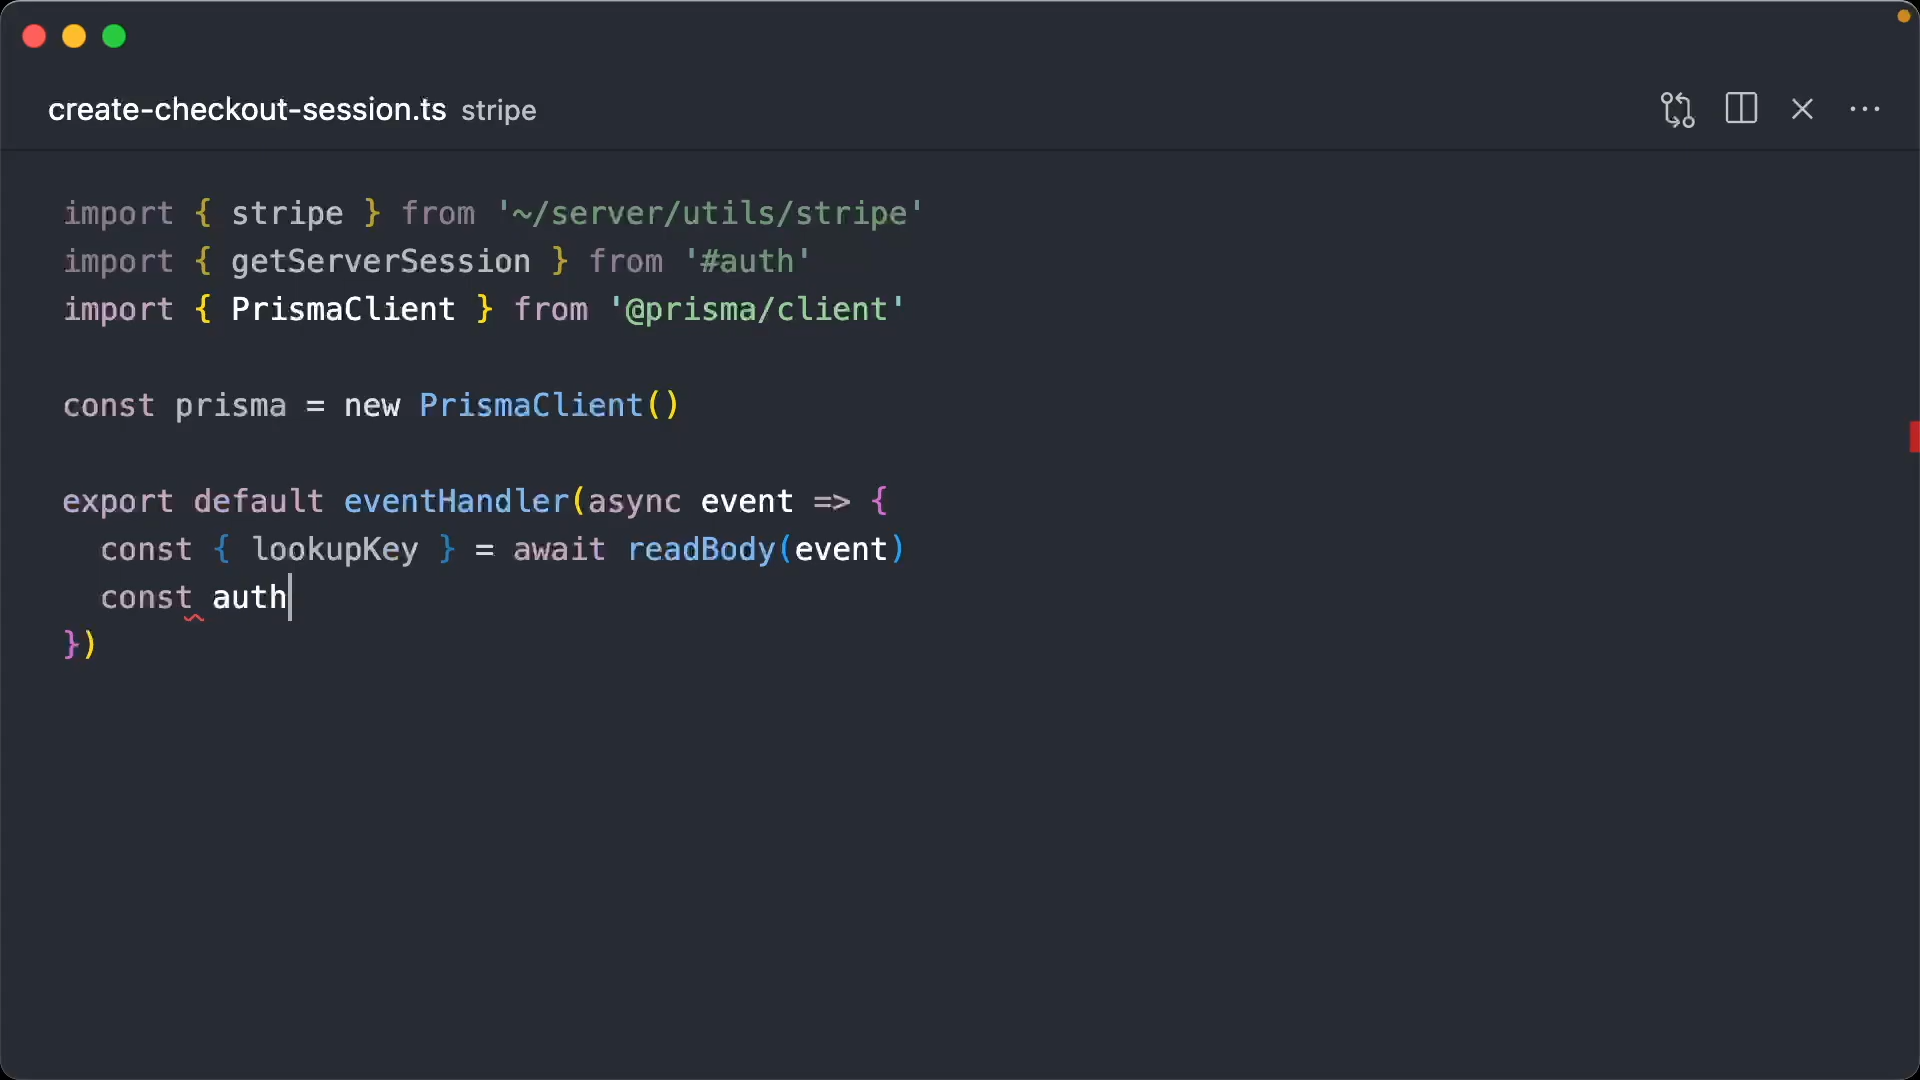 create-checkout-session.ts stripe
import { stripe } from '~/server/utils/stripe'
import { getServerSession } from '#auth'
import { PrismaClient } from '@prisma/client'
const prisma = new PrismaClient()
export default eventHandler(async event => {
  const { lookupKey } = await readBody(event)
  const auth
})